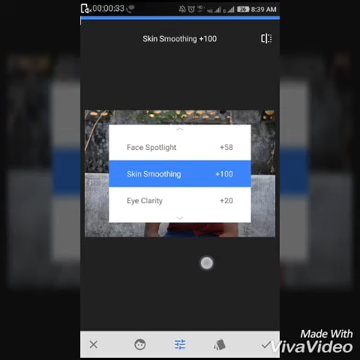 00:00:33
8:39 AM
Skin Smoothing +100
Face Spotlight +58
Skin Smoothing +100
Eye Clarity +20
Made With
VivaVideo